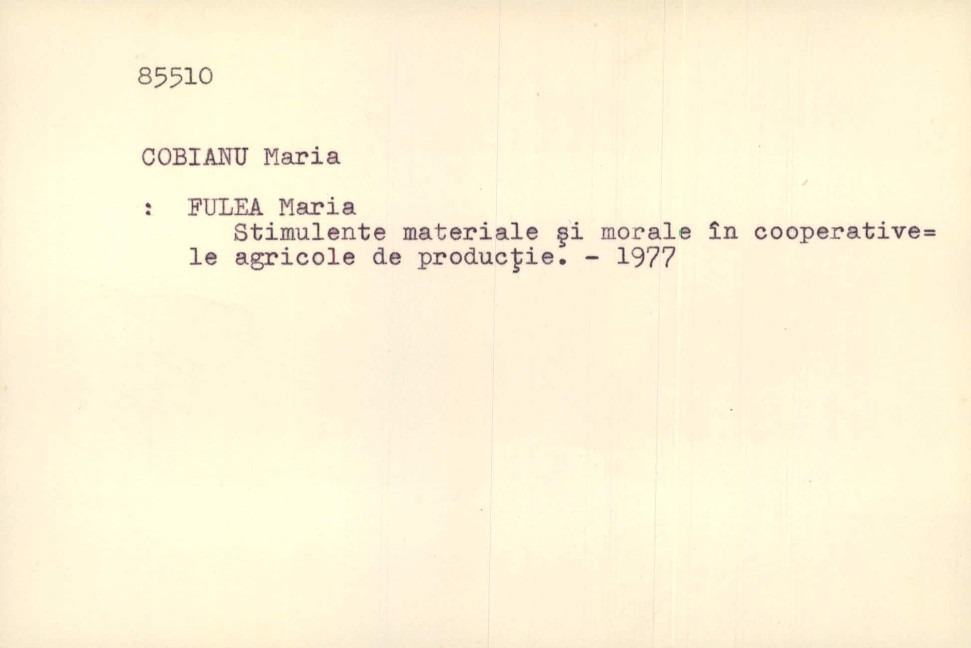 85510
COBIANU Maria
: FULEA Maria
Stimulente materiale şi morale în cooperative=
le agricole de producţie. - 1977